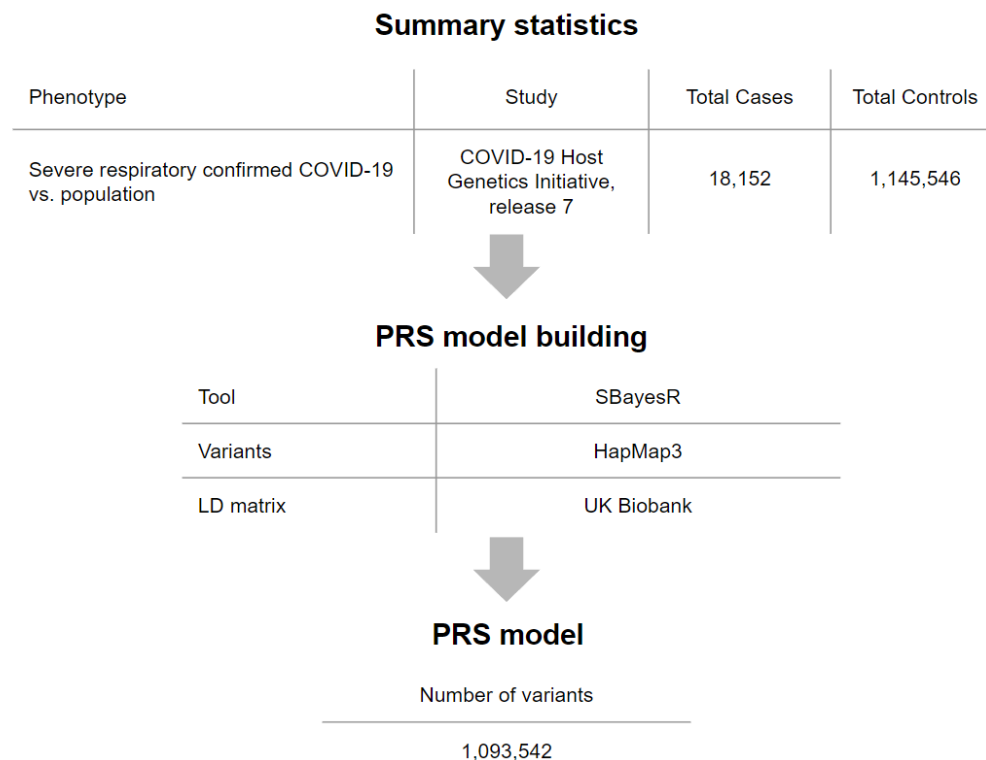 Summary statistics
Phenotype Study Total Cases Total Controls
Severe respiratory confirmed COVID-19
vs. population
COVID-19 Host
Genetics Initiative,
release 7
18,152
1,145,546
PRS model building
Tool SBayesR
Variants HapMap3
LD matrix UK Biobank
PRS model
Number of variants
1,093,542